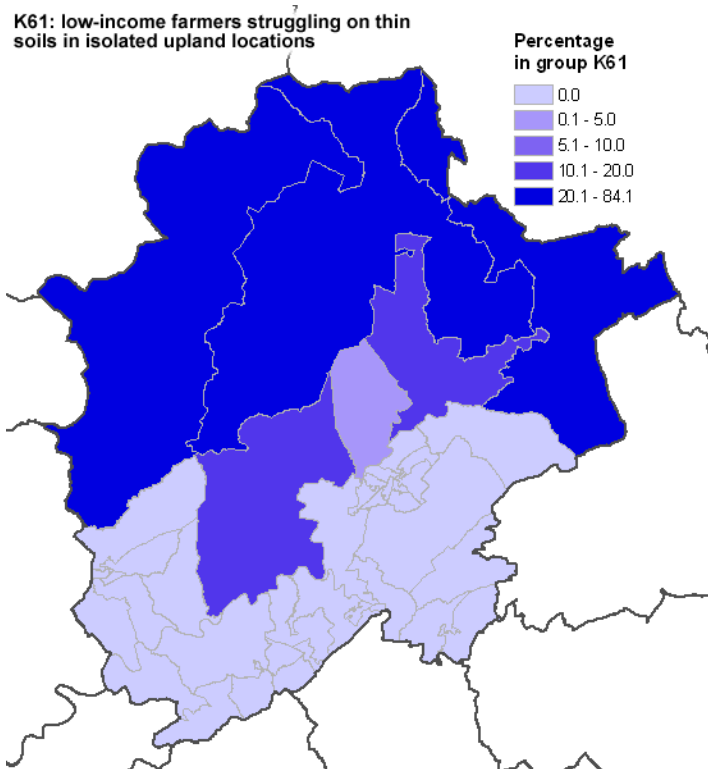 7
K61: low-income farmers struggling on thin
soils in isolated upland locations
Percentage
in group K61
0.0
0.1 - 5.0
5.1 - 10.0
10.1 - 20.0
20.1 - 84.1